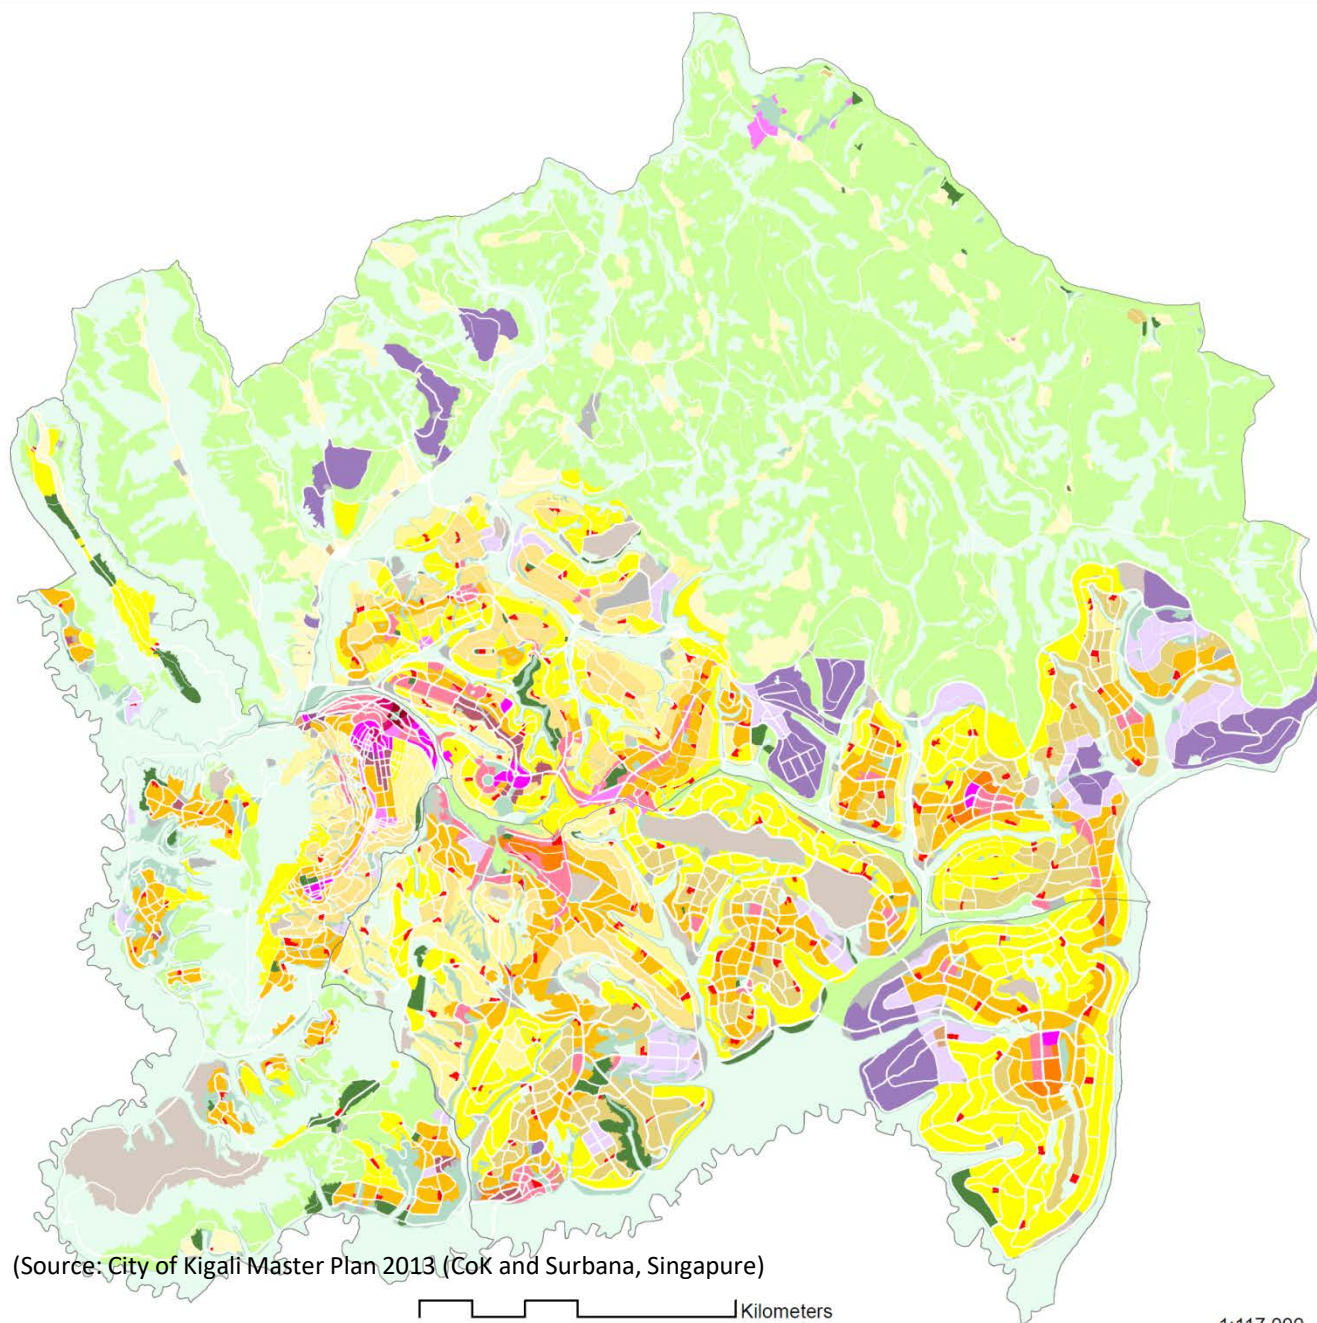 (Source: City of Kigali Master Plan 2013 (CoK and Surbana, Singapure)
Kilometers